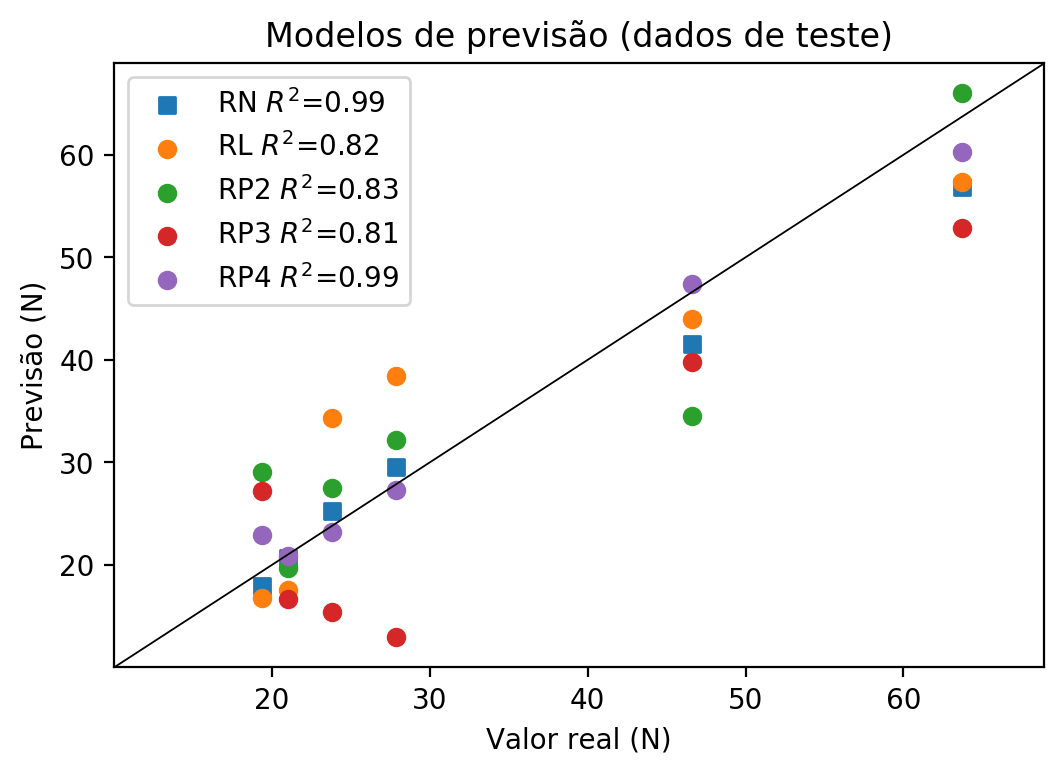 Modelos de previsão (dados de teste)
RN R²=0.99
RL R²=0.82
RP2 R²=0.83
RP3 R²=0.81
RP4 R²=0.99
Previsão (N)
60
50
40
30
20
20 30 40 50 60
Valor real (N)